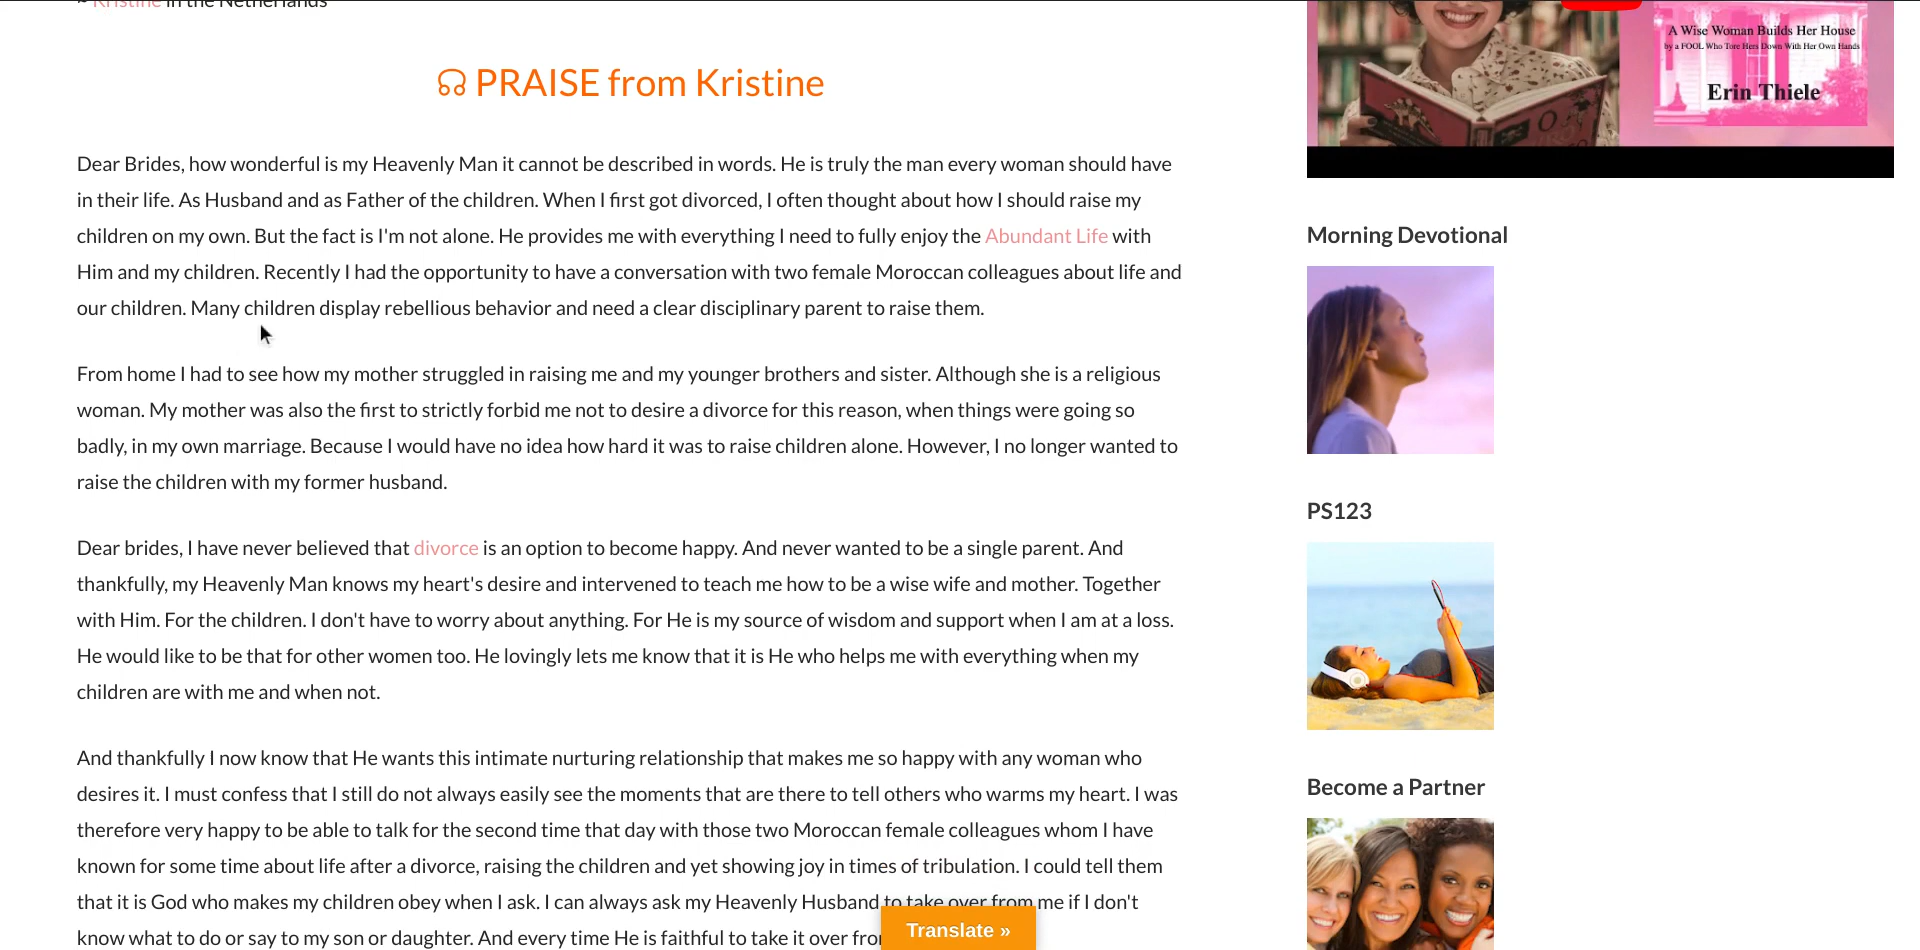 ~ Kristine in the Netherlands
☊ PRAISE from Kristine
Dear Brides, how wonderful is my Heavenly Man it cannot be described in words. He is truly the man every woman should have
in their life. As Husband and as Father of the children. When I first got divorced, I often thought about how I should raise my
children on my own. But the fact is I'm not alone. He provides me with everything I need to fully enjoy the Abundant Life with
Him and my children. Recently I had the opportunity to have a conversation with two female Moroccan colleagues about life and
our children. Many children display rebellious behavior and need a clear disciplinary parent to raise them.
From home I had to see how my mother struggled in raising me and my younger brothers and sister. Although she is a religious
woman. My mother was also the first to strictly forbid me not to desire a divorce for this reason, when things were going so
badly, in my own marriage. Because I would have no idea how hard it was to raise children alone. However, I no longer wanted to
raise the children with my former husband.
Dear brides, I have never believed that divorce is an option to become happy. And never wanted to be a single parent. And
thankfully, my Heavenly Man knows my heart's desire and intervened to teach me how to be a wise wife and mother. Together
with Him. For the children. I don't have to worry about anything. For He is my source of wisdom and support when I am at a loss.
He would like to be that for other women too. He lovingly lets me know that it is He who helps me with everything when my
children are with me and when not.
And thankfully I now know that He wants this intimate nurturing relationship that makes me so happy with any woman who
desires it. I must confess that I still do not always easily see the moments that are there to tell others who warms my heart. I was
therefore very happy to be able to talk for the second time that day with those two Moroccan female colleagues whom I have
known for some time about life after a divorce, raising the children and yet showing joy in times of tribulation. I could tell them
that it is God who makes my children obey when I ask. I can always ask my Heavenly Husband to take over from me if I don't
know what to do or say to my son or daughter. And every time He is faithful to take it over
Translate »
A Wise Woman Builds Her House
by a FOOL Who Tore Hers Down With Her Own Hands
Erin Thiele
Morning Devotional
PS123
Become a Partner